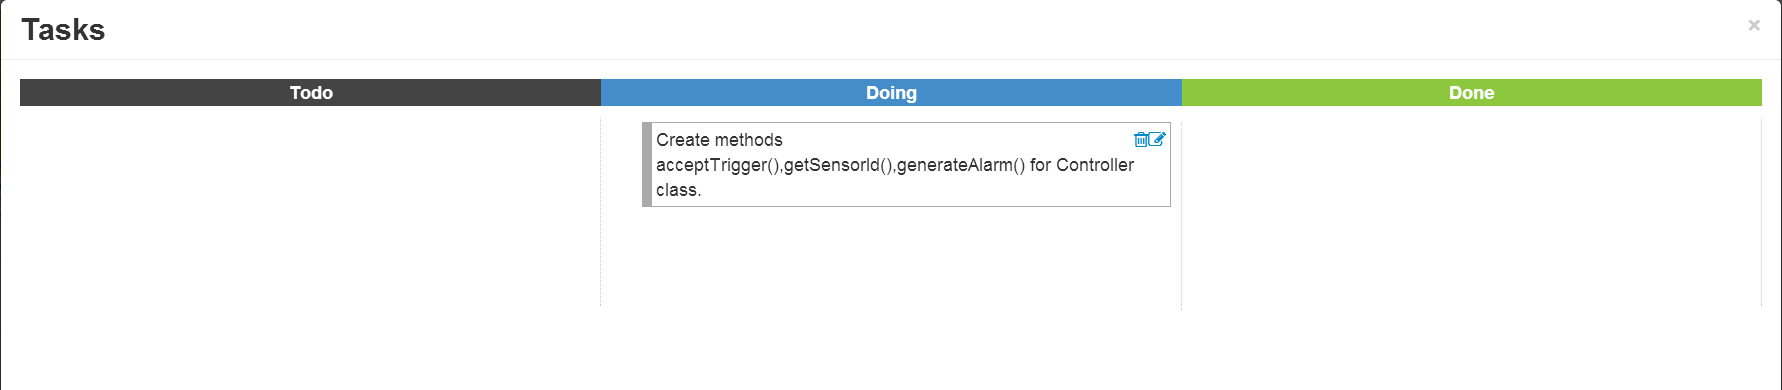 Tasks
×
Todo
Doing
Done
Create methods
acceptTrigger(),getSensorId(),generateAlarm() for Controller
class.